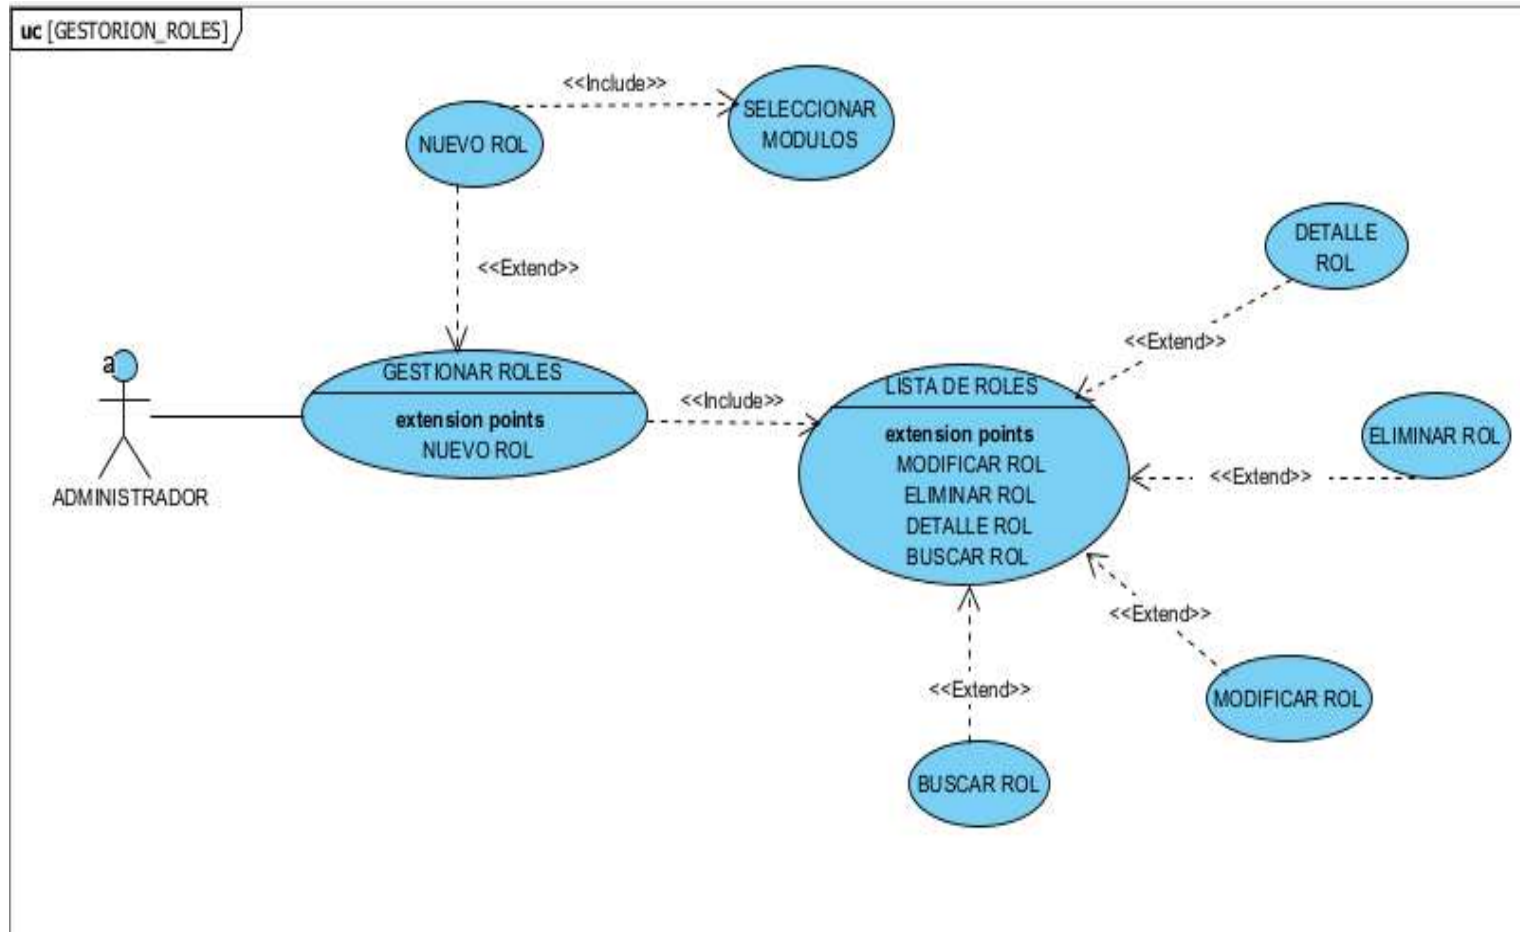 uc [GESTORION_ROLES]
<<Include>>
NUEVO ROL
SELECCIONAR
MODULOS
<<Extend>>
DETALLE
ROL
<<Extend>>
a
ADMINISTRADOR
GESTIONAR ROLES
extension points
NUEVO ROL
<<Include>>
LISTA DE ROLES
extension points
MODIFICAR ROL
ELIMINAR ROL
DETALLE ROL
BUSCAR ROL
ELIMINAR ROL
<<Extend>>
<<Extend>>
MODIFICAR ROL
<<Extend>>
BUSCAR ROL